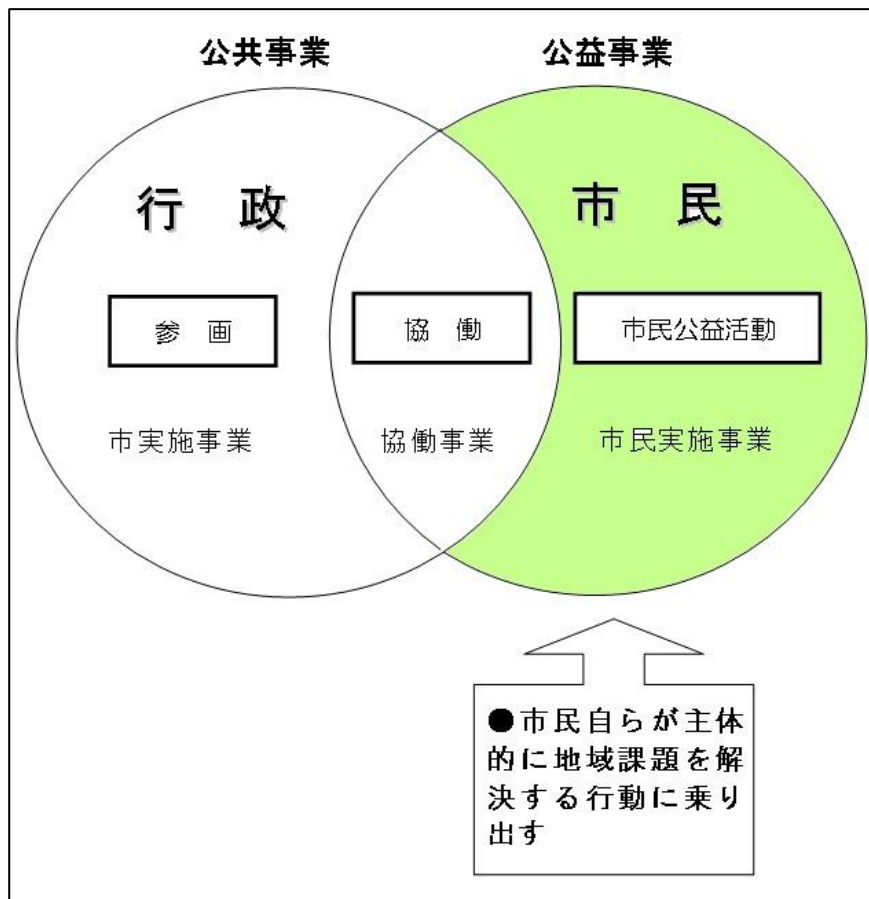 公共事業
公益事業
行 政
市 民
参 画
協 働
市民公益活動
市実施事業
協働事業
市民実施事業
●市民自らが主体
的に地域課題を解
決する行動に乗り
出す